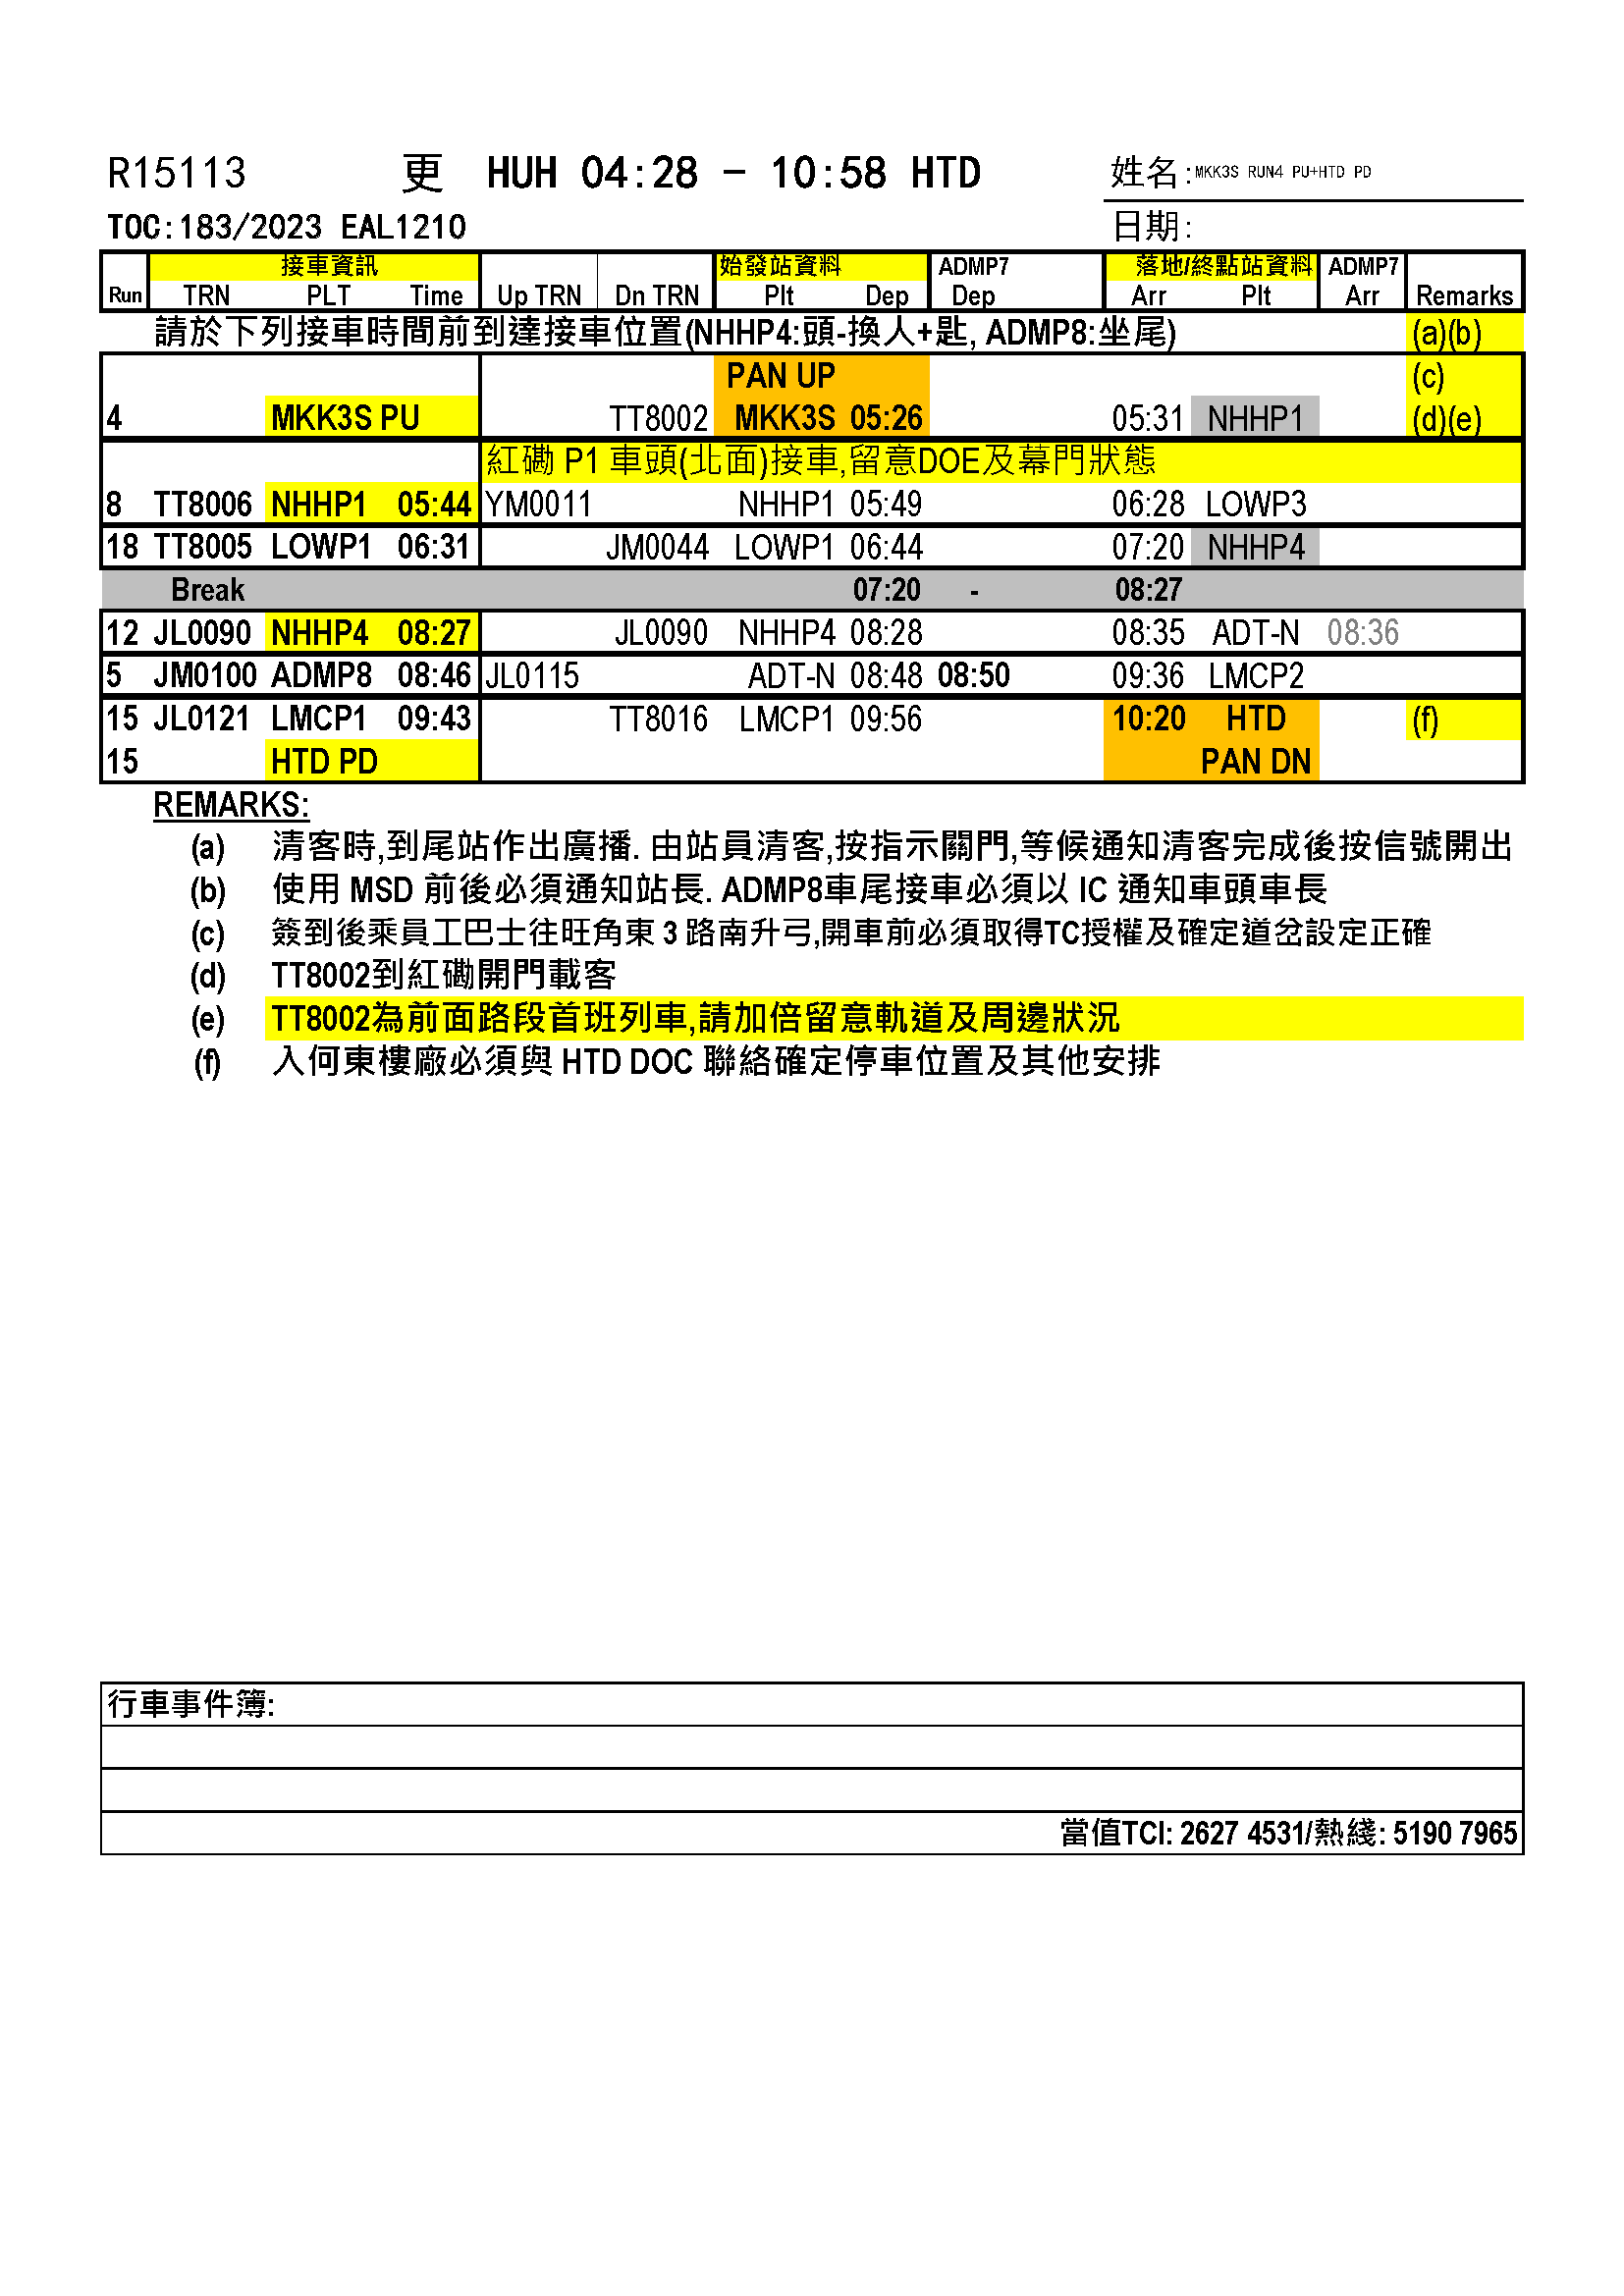 R15113 更 HUH 04:28 - 10:58 HTD 姓名:MKK3S RUN4 PU+HTD PD
TOC:183/2023 EAL1210 日期:
接車資訊 始發站資料 ADMP7 落地/終點站資料 ADMP7
Run TRN PLT Time Up TRN Dn TRN Plt Dep Dep Arr Plt Arr Remarks
請於下列接車時間前到達接車位置(NHHP4:頭-換人+匙, ADMP8:坐尾) (a)(b)
PAN UP (c)
4 MKK3S PU TT8002 MKK3S 05:26 05:31 NHHP1 (d)(e)
紅磡 P1 車頭(北面)接車,留意DOE及幕門狀態
8 TT8006 NHHP1 05:44 YM0011 NHHP1 05:49 06:28 LOWP3
18 TT8005 LOWP1 06:31 JM0044 LOWP1 06:44 07:20 NHHP4
Break 07:20 - 08:27
12 JL0090 NHHP4 08:27 JL0090 NHHP4 08:28 08:35 ADT-N 08:36
5 JM0100 ADMP8 08:46 JL0115 ADT-N 08:48 08:50 09:36 LMCP2
15 JL0121 LMCP1 09:43 TT8016 LMCP1 09:56 10:20 HTD (f)
15 HTD PD PAN DN
REMARKS:
(a) 清客時,到尾站作出廣播. 由站員清客,按指示關門,等候通知清客完成後按信號開出
(b) 使用 MSD 前後必須通知站長. ADMP8車尾接車必須以 IC 通知車頭車長
(c) 簽到後乘員工巴士往旺角東 3 路南升弓,開車前必須取得TC授權及確定道岔設定正確
(d) TT8002到紅磡開門載客
(e) TT8002為前面路段首班列車,請加倍留意軌道及周邊狀況
(f) 入何東樓廠必須與 HTD DOC 聯絡確定停車位置及其他安排
行車事件簿:
當值TCI: 2627 4531/熱綫: 5190 7965